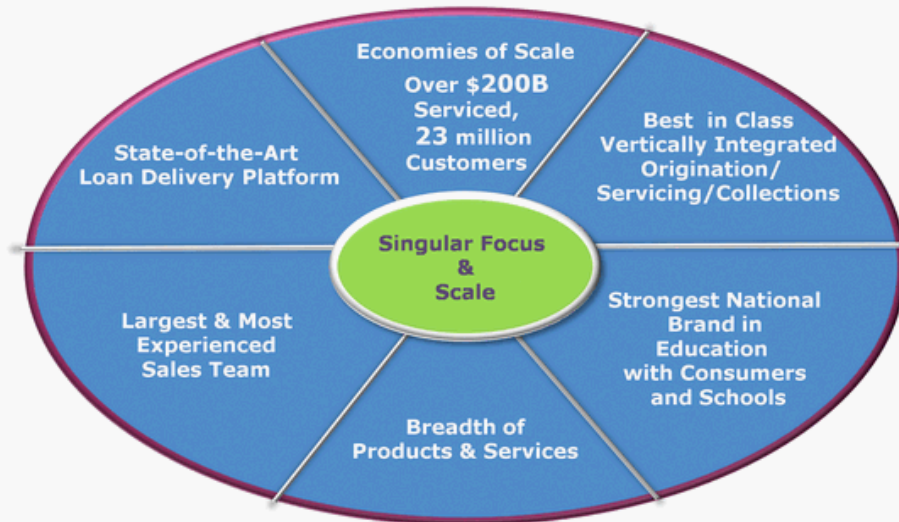 Economies of Scale
Over $200B
Serviced,
23 million
Customers
Best in Class
Vertically Integrated
Origination/
Servicing/Collections
Strongest National
Brand in
Education
with Consumers
and Schools
Breadth of
Products & Services
Largest & Most
Experienced
Sales Team
State-of-the-Art
Loan Delivery Platform
Singular Focus
&
Scale